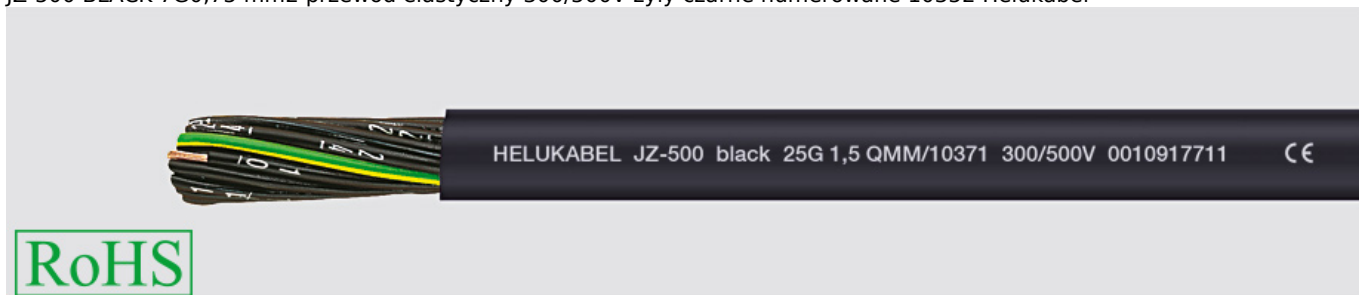 JZ-500 BLACK 7G0,75 mm2 przewód elastyczny 300/500V żyły czarne numerowane Helukabel
HELUKABEL JZ-500 black 25G 1,5 QMM/10371 300/500V 0010917711 CE
RoHS